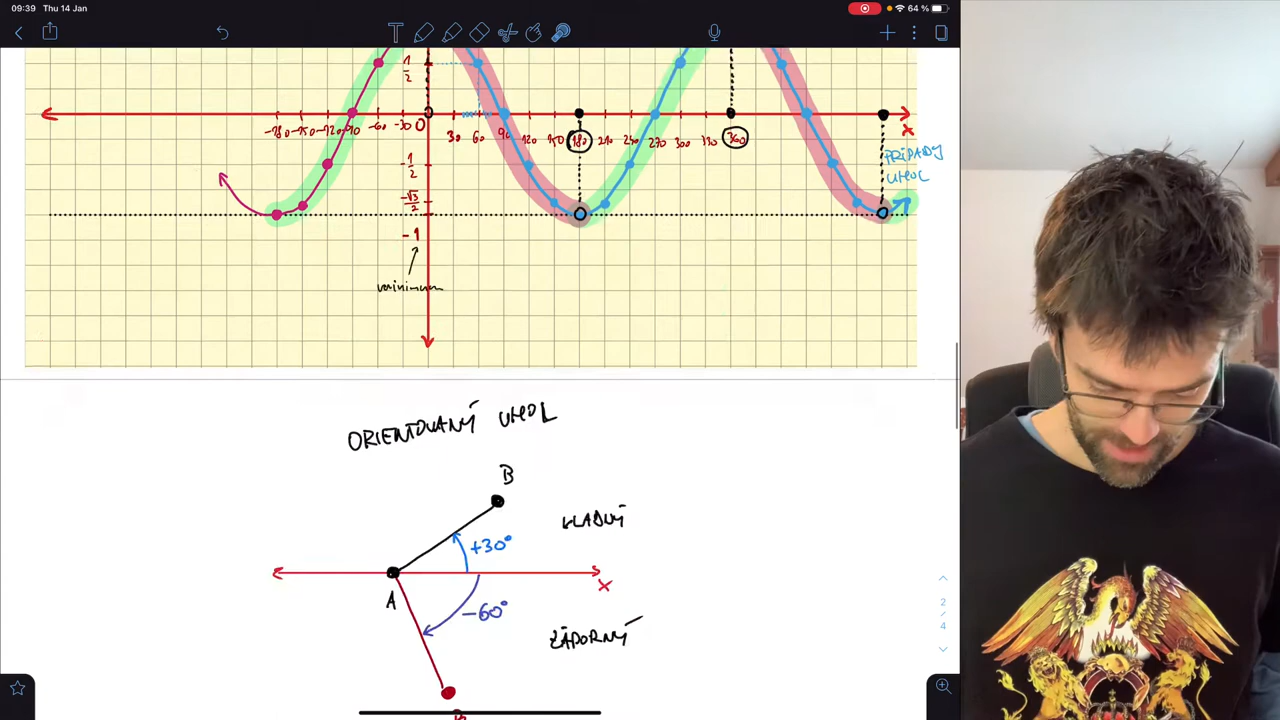 09:39 Thu 14 Jan
64 %
1/2
-180 -150 -120 -90 -60 -30 0 30 60 90 120 150 180 210 240 270 300 330 360 x
-1/2
-√3/2
-1
minimum
PRÍPADNÝ
UHOL
ORIENTOVANÝ UHOL
B
KLADNÝ
+30°
A
x
-60°
ZÁPORNÝ
2
/
4